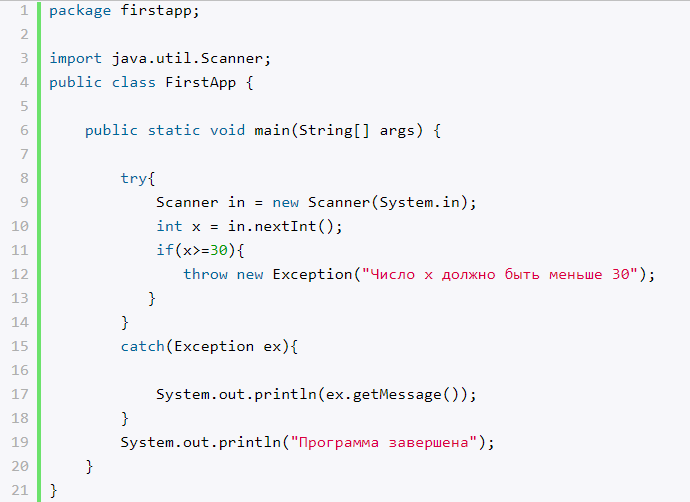 1 package firstapp;
2
3 import java.util.Scanner;
4 public class FirstApp {
5
6     public static void main(String[] args) {
7
8         try{
9             Scanner in = new Scanner(System.in);
10             int x = in.nextInt();
11             if(x>=30){
12                throw new Exception("Число x должно быть меньше 30");
13            }
14         }
15         catch(Exception ex){
16
17             System.out.println(ex.getMessage());
18         }
19         System.out.println("Программа завершена");
20     }
21 }